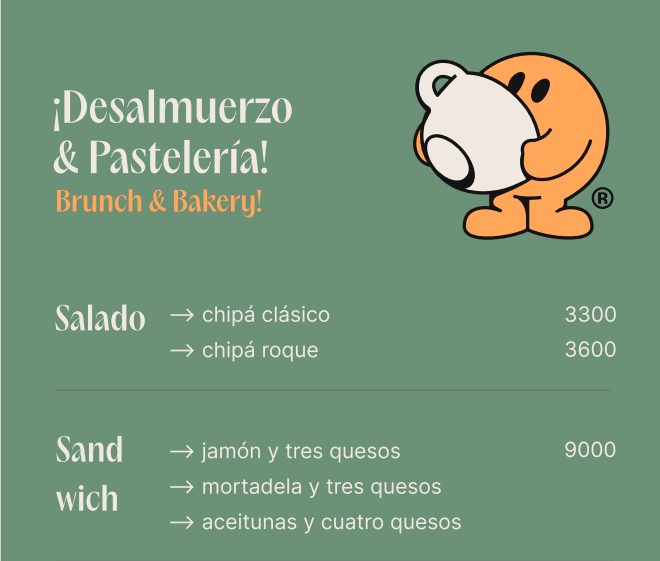 ¡Desalmuerzo
& Pastelería!
Brunch & Bakery!
®
Salado → chipá clásico 3300
→ chipá roque 3600
Sand
wich
→ jamón y tres quesos 9000
→ mortadela y tres quesos
→ aceitunas y cuatro quesos